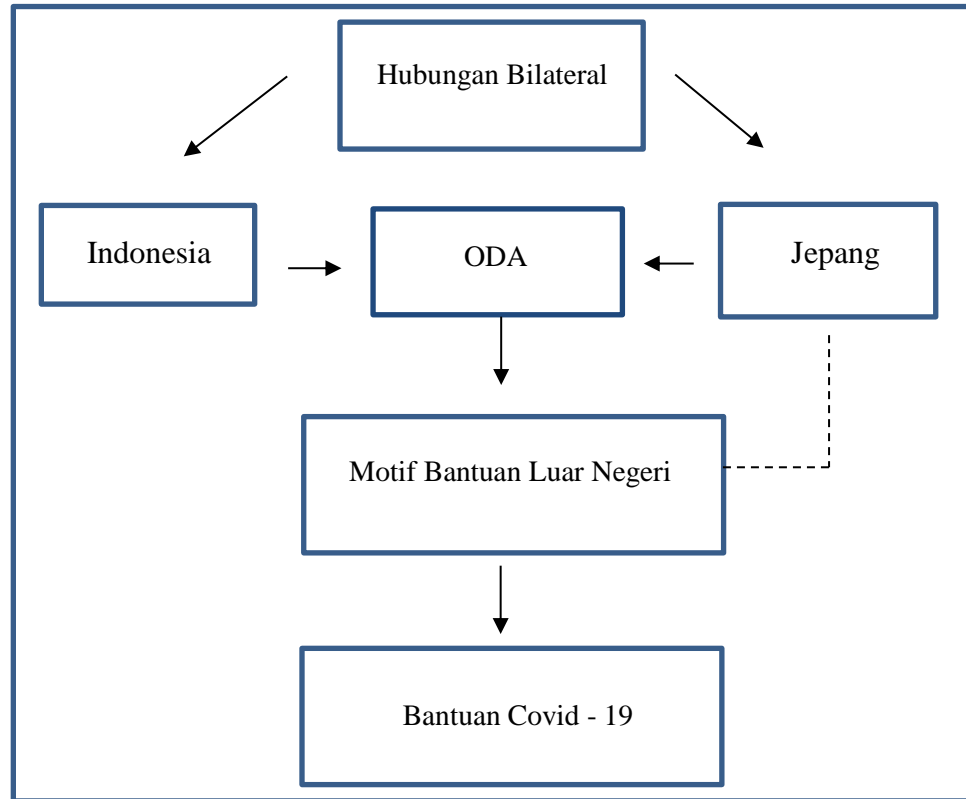 Hubungan Bilateral
Indonesia
ODA
Jepang
Motif Bantuan Luar Negeri
Bantuan Covid - 19